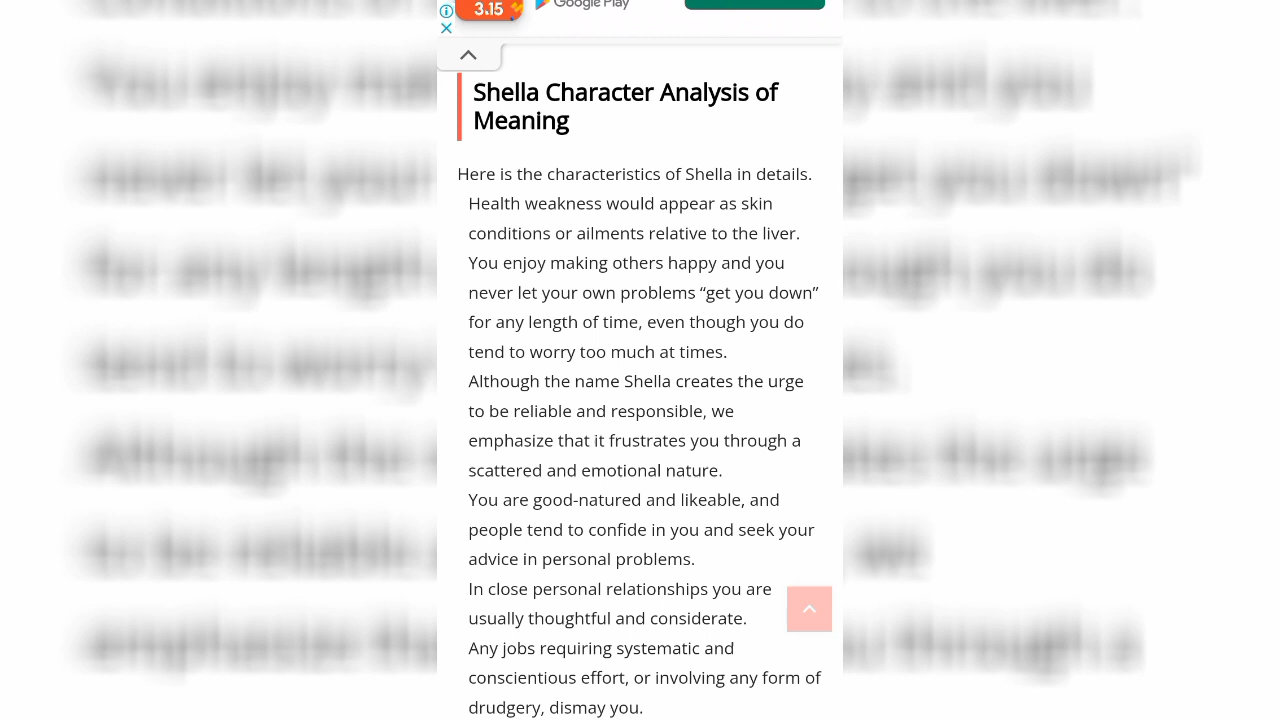 3.15
Google Play
Shella Character Analysis of
Meaning
Here is the characteristics of Shella in details.
Health weakness would appear as skin
conditions or ailments relative to the liver.
You enjoy making others happy and you
never let your own problems “get you down”
for any length of time, even though you do
tend to worry too much at times.
Although the name Shella creates the urge
to be reliable and responsible, we
emphasize that it frustrates you through a
scattered and emotional nature.
You are good-natured and likeable, and
people tend to confide in you and seek your
advice in personal problems.
In close personal relationships you are
usually thoughtful and considerate.
Any jobs requiring systematic and
conscientious effort, or involving any form of
drudgery, dismay you.